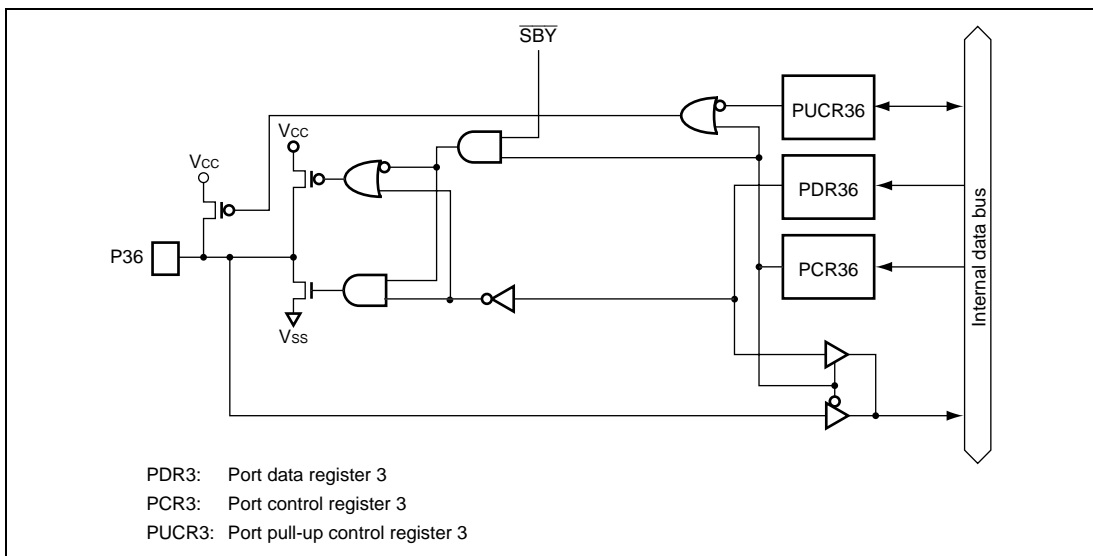 SBY
PUCR36
VCC
VCC
PDR36
P36
PCR36
VSS
Internal data bus
PDR3: Port data register 3
PCR3: Port control register 3
PUCR3: Port pull-up control register 3